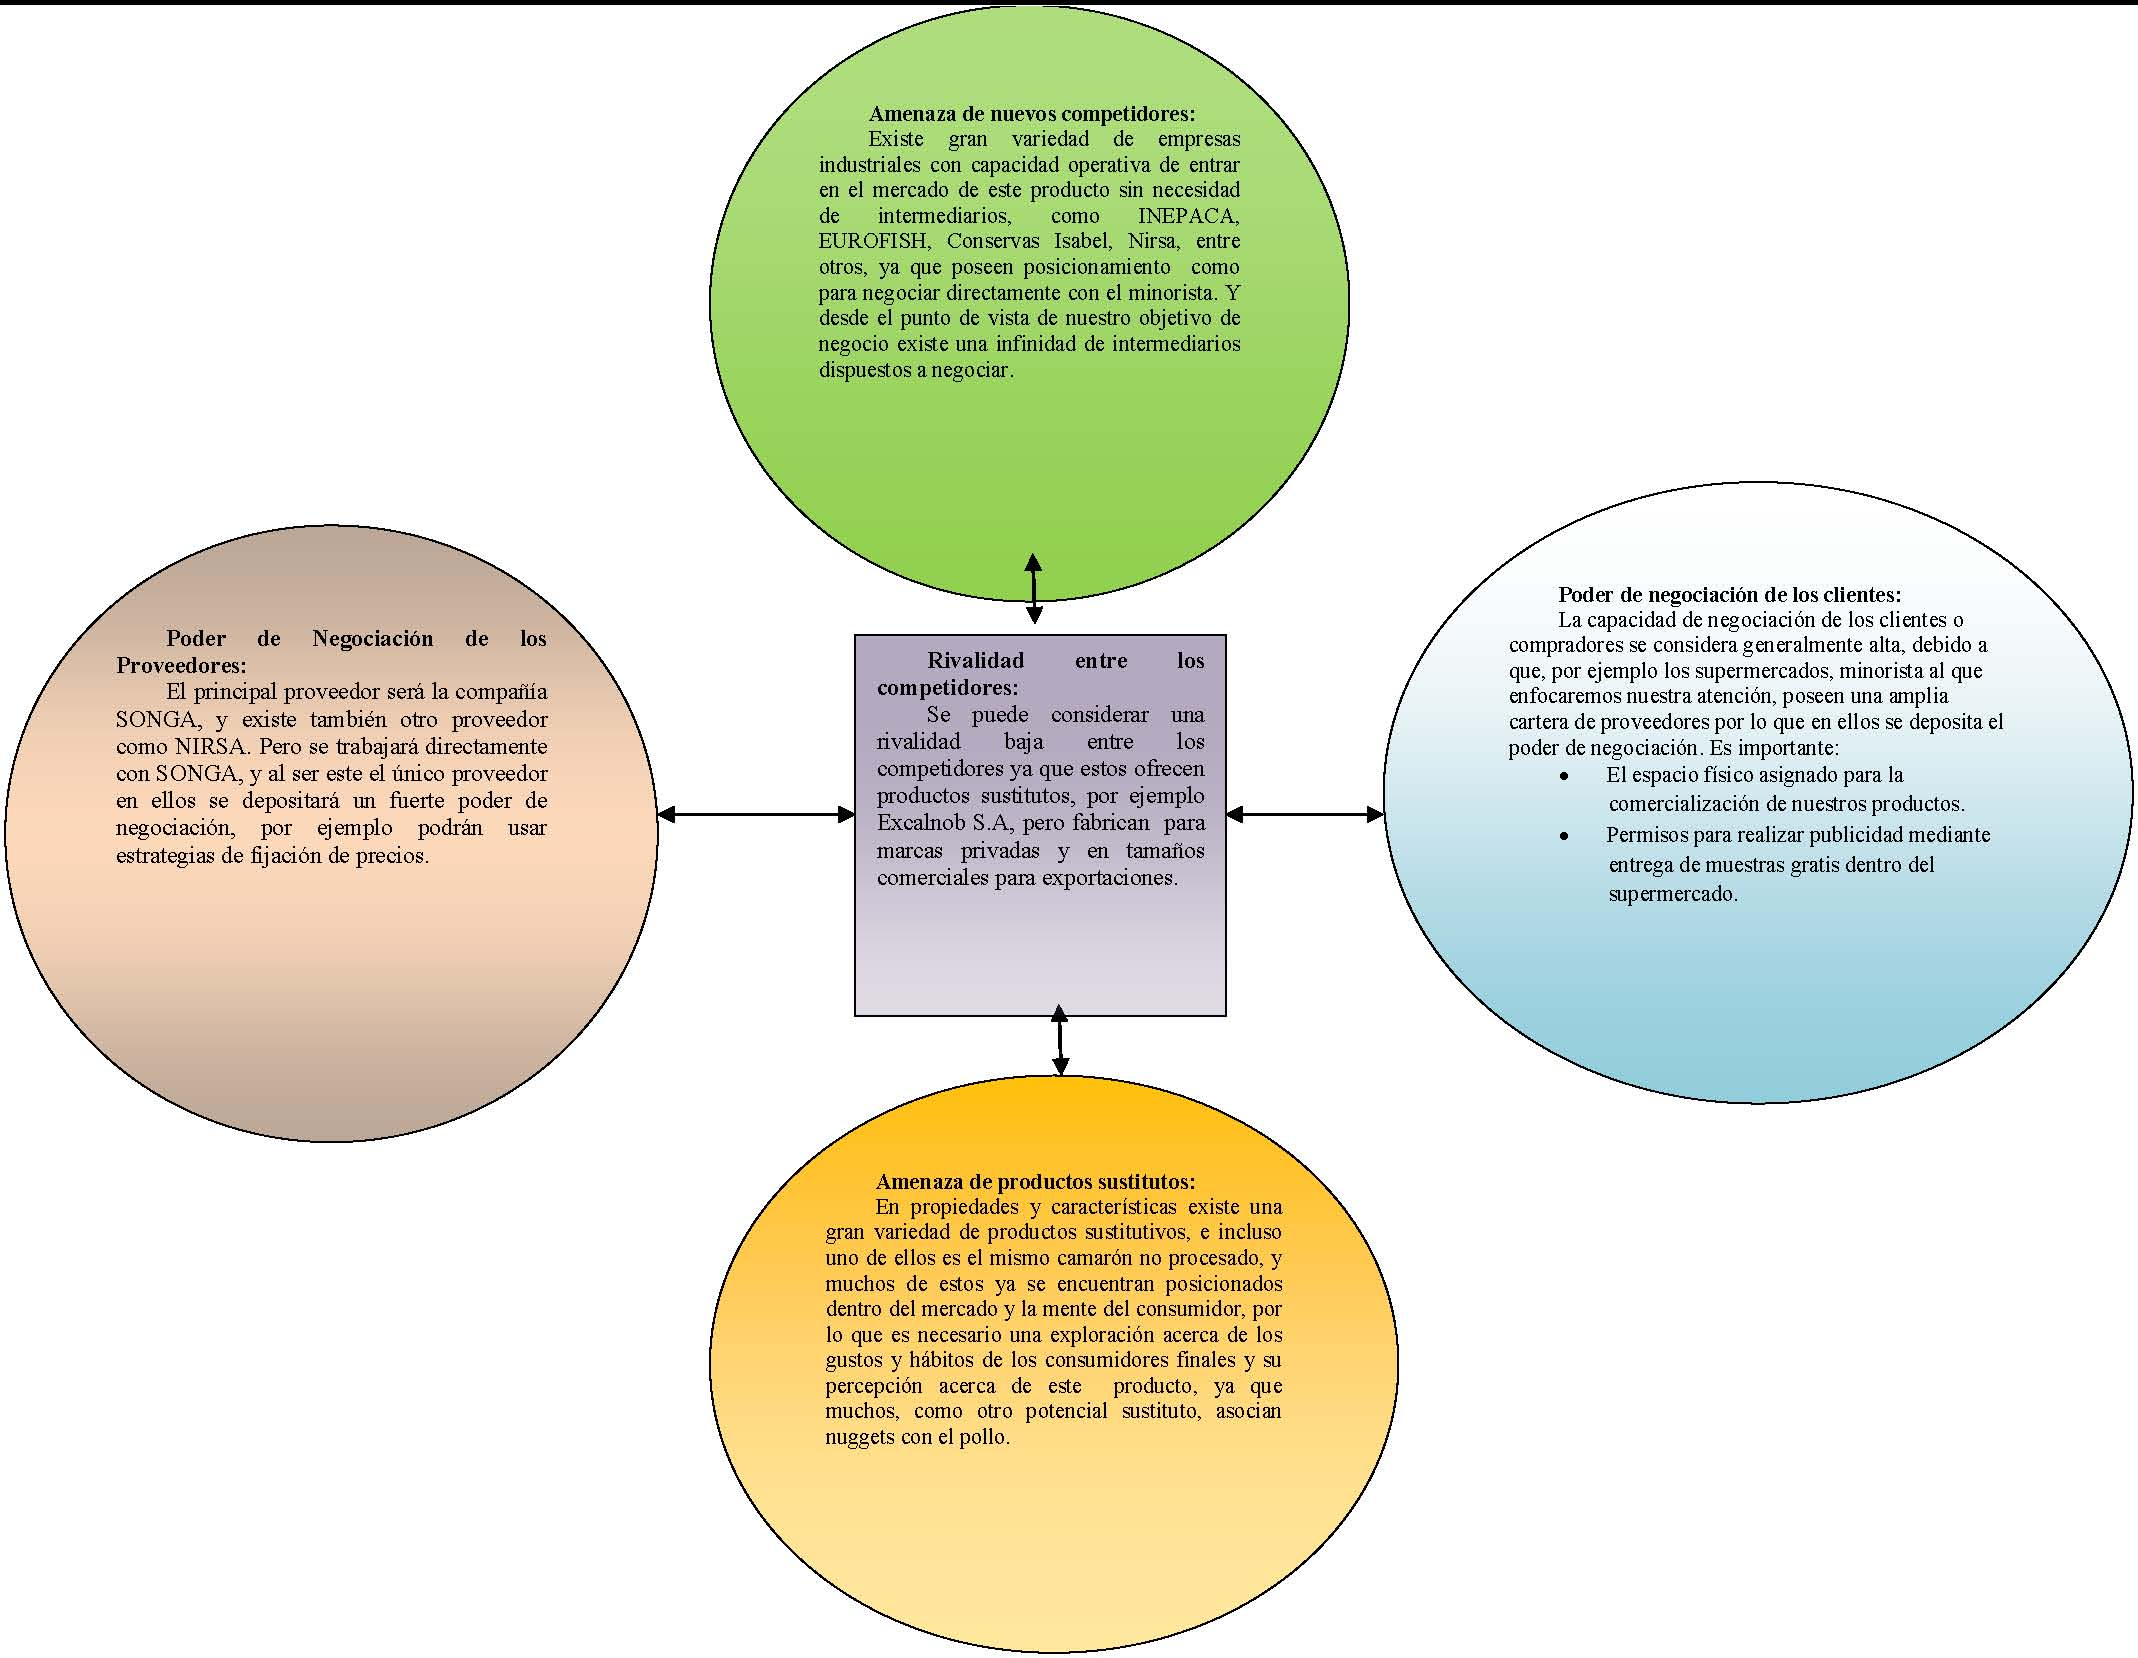 Amenaza de nuevos competidores:
Existe gran variedad de empresas
industriales con capacidad operativa de entrar
en el mercado de este producto sin necesidad
de intermediarios, como INEPACA,
EUROFISH, Conservas Isabel, Nirsa, entre
otros, ya que poseen posicionamiento como
para negociar directamente con el minorista. Y
desde el punto de vista de nuestro objetivo de
negocio existe una infinidad de intermediarios
dispuestos a negociar.
Poder de Negociación de los
Proveedores:
El principal proveedor será la compañía
SONGA, y existe también otro proveedor
como NIRSA. Pero se trabajará directamente
con SONGA, y al ser este el único proveedor
en ellos se depositará un fuerte poder de
negociación, por ejemplo podrán usar
estrategias de fijación de precios.
Rivalidad entre los
competidores:
Se puede considerar una
rivalidad baja entre los
competidores ya que estos ofrecen
productos sustitutos, por ejemplo
Excalnob S.A, pero fabrican para
marcas privadas y en tamaños
comerciales para exportaciones.
Poder de negociación de los clientes:
La capacidad de negociación de los clientes o
compradores se considera generalmente alta, debido a
que, por ejemplo los supermercados, minorista al que
enfocaremos nuestra atención, poseen una amplia
cartera de proveedores por lo que en ellos se deposita el
poder de negociación. Es importante:
• El espacio físico asignado para la
comercialización de nuestros productos.
• Permisos para realizar publicidad mediante
entrega de muestras gratis dentro del
supermercado.
Amenaza de productos sustitutos:
En propiedades y características existe una
gran variedad de productos sustitutivos, e incluso
uno de ellos es el mismo camarón no procesado, y
muchos de estos ya se encuentran posicionados
dentro del mercado y la mente del consumidor, por
lo que es necesario una exploración acerca de los
gustos y hábitos de los consumidores finales y su
percepción acerca de este producto, ya que
muchos, como otro potencial sustituto, asocian
nuggets con el pollo.